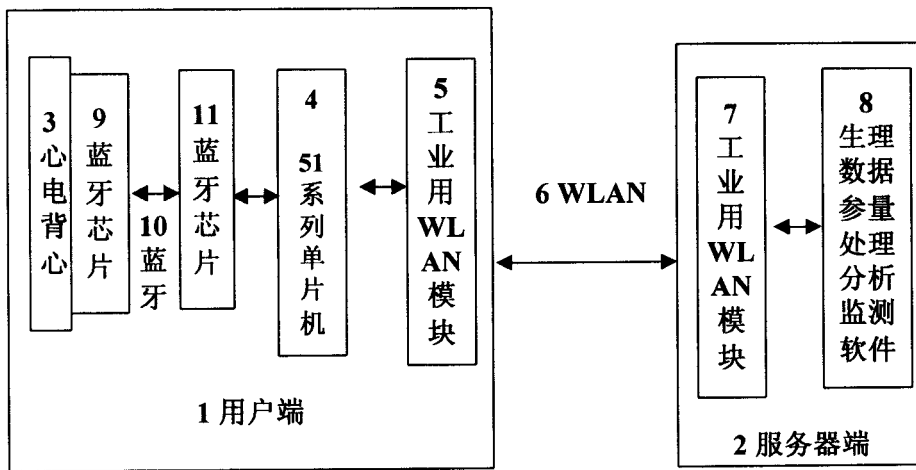 3
心
电
背
心
9
蓝
牙
芯
片
10
蓝
牙
11
蓝
牙
芯
片
4
51
系
列
单
片
机
5
工
业
用
WL
AN
模
块
1 用户端
6 WLAN
7
工
业
用
WL
AN
模
块
8
生理
数据
参量
处理
分析
监测
软件
2 服务器端